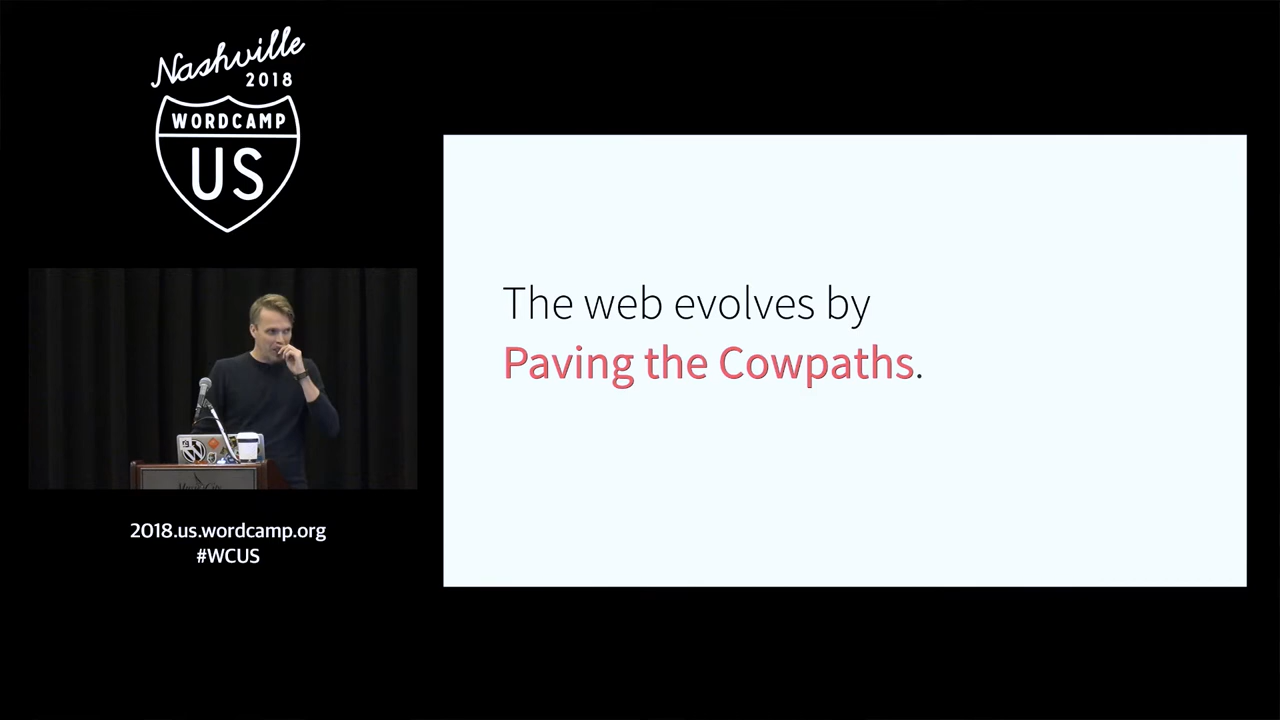 Nashville
2018
WORDCAMP
US
The web evolves by
Paving the Cowpaths.
2018.us.wordcamp.org
#WCUS